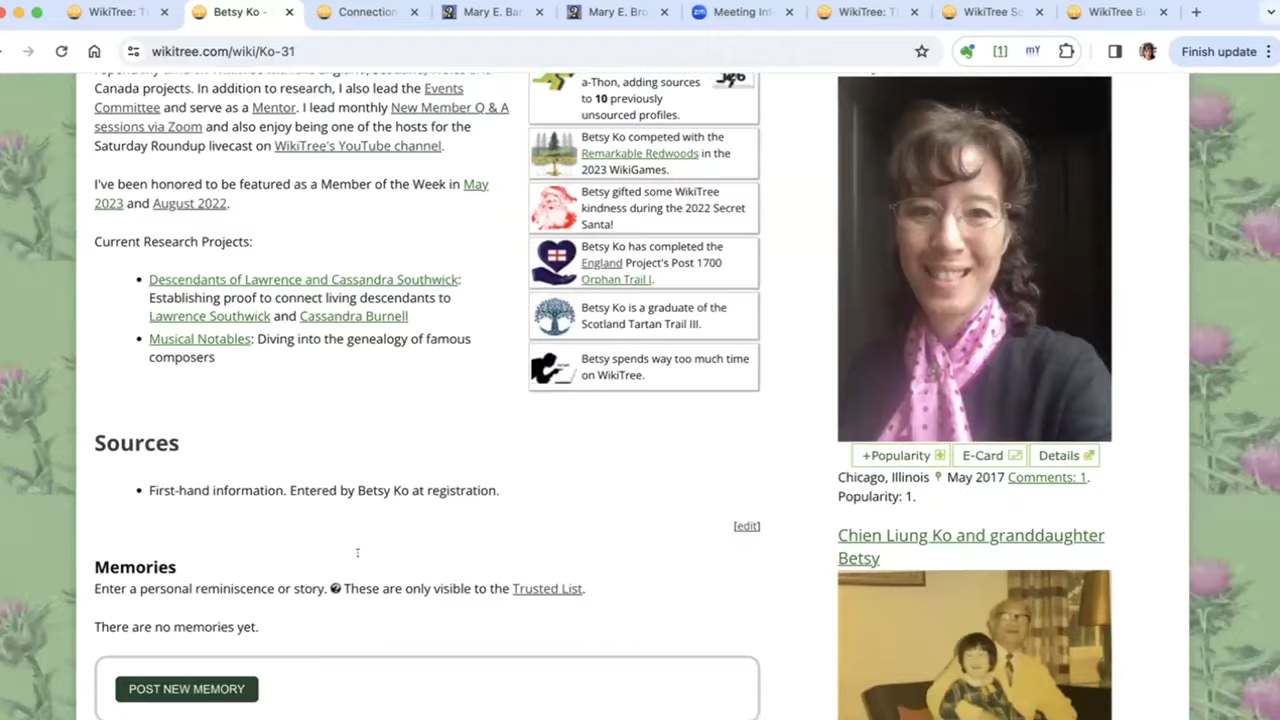 WikiTree: T
Betsy Ko -
Connection
Mary E. Bar
Mary E. Bro
Meeting In
WikiTree: T
WikiTree Sc
WikiTree B
wikitree.com/wiki/Ko-31
Finish update
Canada projects. In addition to research, I also lead the Events
Committee and serve as a Mentor. I lead monthly New Member Q & A
sessions via Zoom and also enjoy being one of the hosts for the
Saturday Roundup livecast on WikiTree's YouTube channel.
I've been honored to be featured as a Member of the Week in May
2023 and August 2022.
Current Research Projects:
• Descendants of Lawrence and Cassandra Southwick:
Establishing proof to connect living descendants to
Lawrence Southwick and Cassandra Burnell
• Musical Notables: Diving into the genealogy of famous
composers
a-Thon, adding sources
to 10 previously
unsourced profiles.
Betsy Ko competed with the
Remarkable Redwoods in the
2023 WikiGames.
Betsy gifted some WikiTree
kindness during the 2022 Secret
Santa!
Betsy Ko has completed the
England Project's Post 1700
Orphan Trail I.
Betsy Ko is a graduate of the
Scotland Tartan Trail III.
Betsy spends way too much time
on WikiTree.
Sources
• First-hand information. Entered by Betsy Ko at registration.
[edit]
Memories
Enter a personal reminiscence or story. These are only visible to the Trusted List.
There are no memories yet.
POST NEW MEMORY
+Popularity E-Card Details
Chicago, Illinois May 2017 Comments: 1.
Popularity: 1.
Chien Liung Ko and granddaughter
Betsy